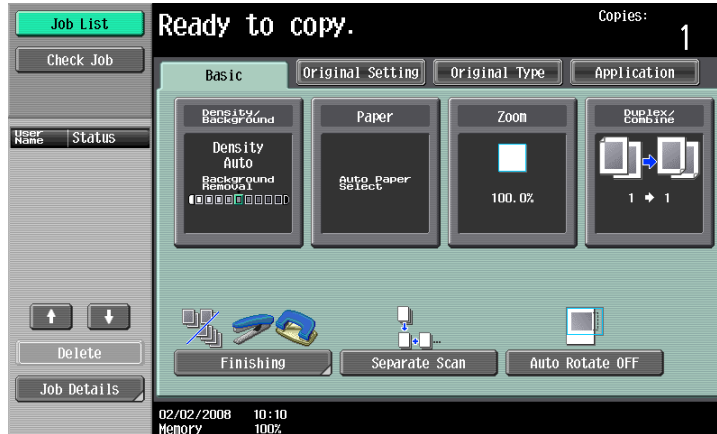 Job List
Check Job
User Name
Status
Delete
Job Details
Ready to copy.
Copies:
1
Basic
Original Setting
Original Type
Application
Density/
Background
Density
Auto
Background
Removal
Paper
Auto Paper
Select
Zoom
100.0%
Duplex/
Combine
1 → 1
Finishing
Separate Scan
Auto Rotate OFF
02/02/2008 10:10
Memory 100%